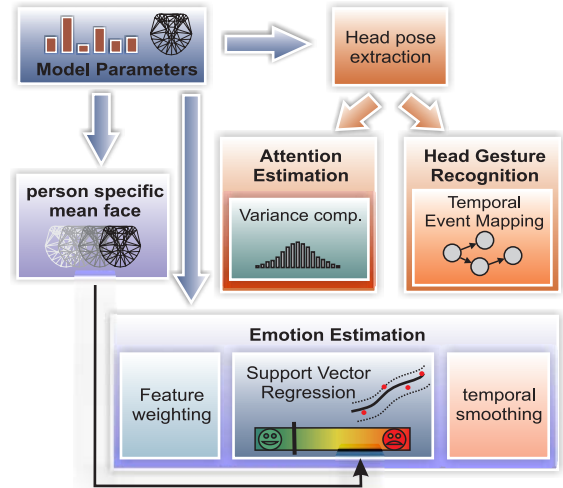 Model Parameters
Head pose
extraction
person specific
mean face
Attention
Estimation
Variance comp.
Head Gesture
Recognition
Temporal
Event Mapping
Emotion Estimation
Feature
weighting
Support Vector
Regression
temporal
smoothing